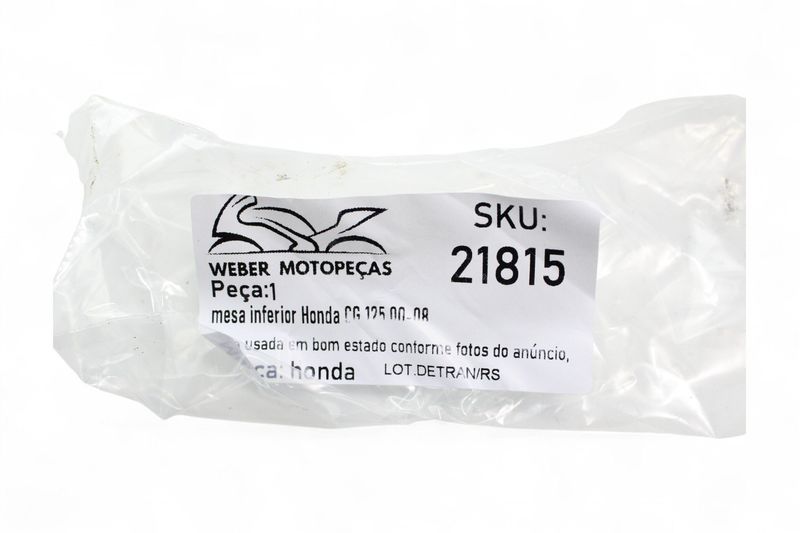 WEBER MOTOPEÇAS
SKU:
21815
Peça:1
mesa inferior Honda CG 125 00-08
usada em bom estado conforme fotos do anúncio,
honda LOT.DETRAN/RS